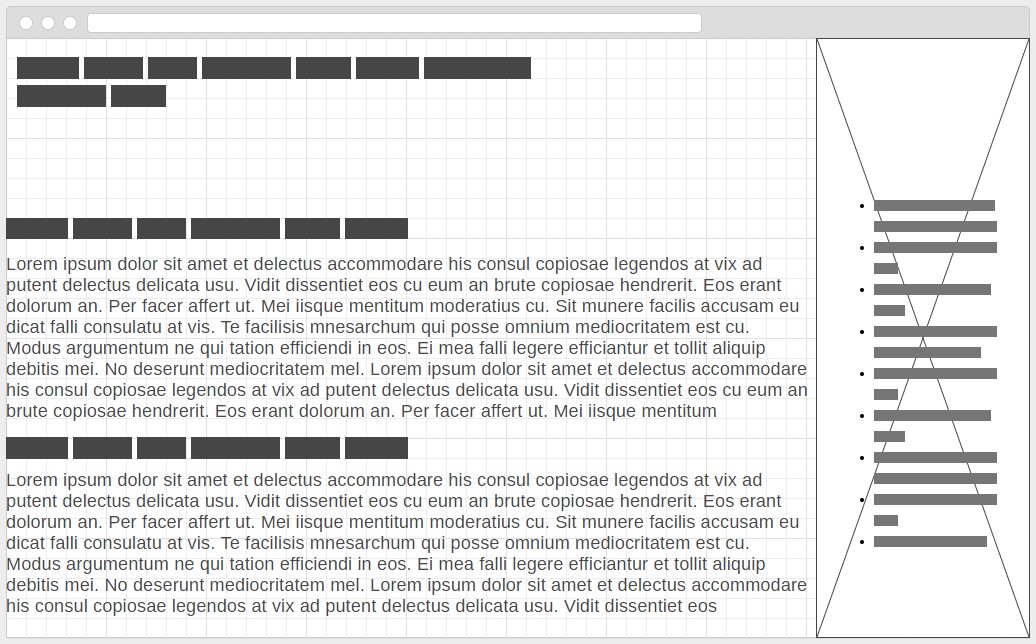 Lorem ipsum dolor sit amet et delectus accommodare his consul copiosae legendos at vix ad
putent delectus delicata usu. Vidit dissentiet eos cu eum an brute copiosae hendrerit. Eos erant
dolorum an. Per facer affert ut. Mei iisque mentitum moderatius cu. Sit munere facilis accusam eu
dicat falli consulatu at vis. Te facilisis mnesarchum qui posse omnium mediocritatem est cu.
Modus argumentum ne qui tation efficiendi in eos. Ei mea falli legere efficiantur et tollit aliquip
debitis mei. No deserunt mediocritatem mel. Lorem ipsum dolor sit amet et delectus accommodare
his consul copiosae legendos at vix ad putent delectus delicata usu. Vidit dissentiet eos cu eum an
brute copiosae hendrerit. Eos erant dolorum an. Per facer affert ut. Mei iisque mentitum
Lorem ipsum dolor sit amet et delectus accommodare his consul copiosae legendos at vix ad
putent delectus delicata usu. Vidit dissentiet eos cu eum an brute copiosae hendrerit. Eos erant
dolorum an. Per facer affert ut. Mei iisque mentitum moderatius cu. Sit munere facilis accusam eu
dicat falli consulatu at vis. Te facilisis mnesarchum qui posse omnium mediocritatem est cu.
Modus argumentum ne qui tation efficiendi in eos. Ei mea falli legere efficiantur et tollit aliquip
debitis mei. No deserunt mediocritatem mel. Lorem ipsum dolor sit amet et delectus accommodare
his consul copiosae legendos at vix ad putent delectus delicata usu. Vidit dissentiet eos